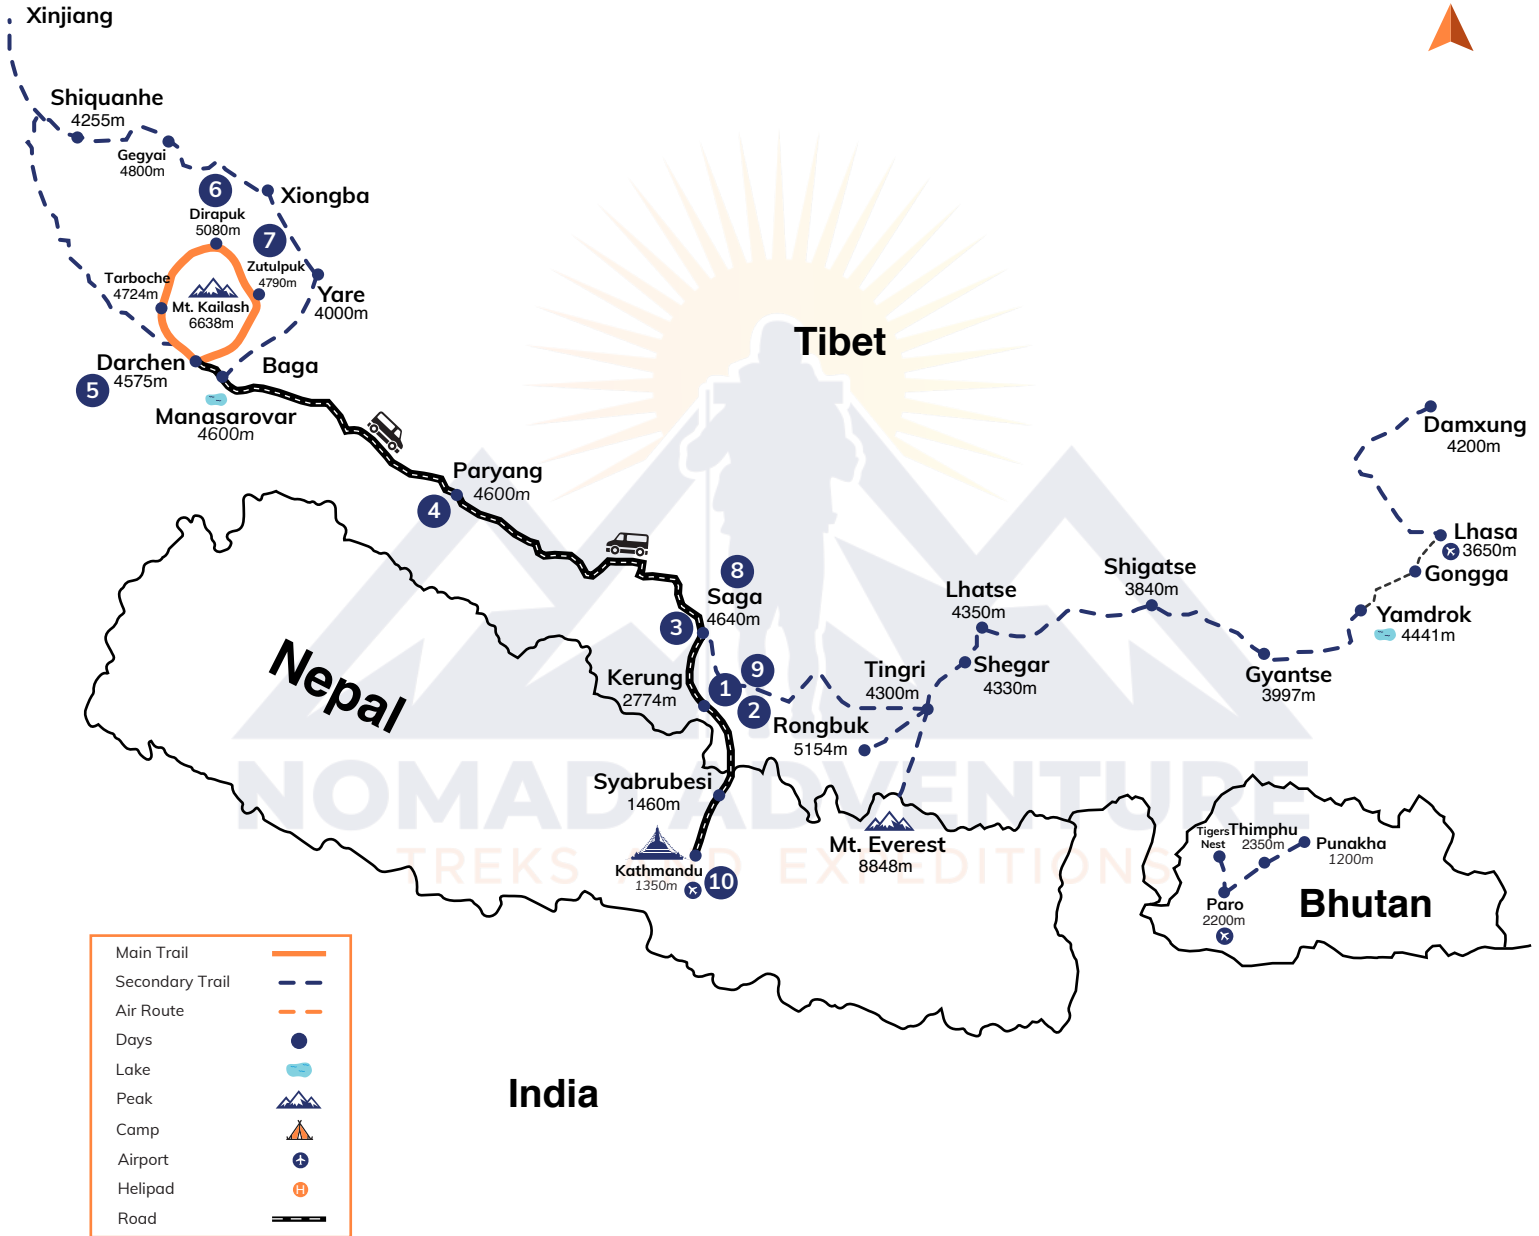 Xinjiang
Shiquanhe
4255m
Gegyai
4800m
6
Dirapuk
5080m
Xiongba
7
Zutulpuk
4790m
Tarboche
4724m
Mt. Kailash
6638m
Yare
4000m
Darchen
4575m
5
Baga
Manasarovar
4600m
Tibet
Paryang
4600m
4
Damxung
4200m
Lhasa
3650m
Gongga
Yamdrok
4441m
Shigatse
3840m
Lhatse
4350m
Shegar
4330m
Gyantse
3997m
8
Saga
4640m
3
Nepal
Kerung
2774m
9
1
2
Tingri
4300m
Rongbuk
5154m
NOMAD ADVENTURE
TREKS AND EXPEDITIONS
Syabrubesi
1460m
Kathmandu
1350m
10
Mt. Everest
8848m
Tigers
Nest
Thimphu
2350m
Punakha
1200m
Paro
2200m
Bhutan
India
Main Trail
Secondary Trail
Air Route
Days
Lake
Peak
Camp
Airport
Helipad
H
Road